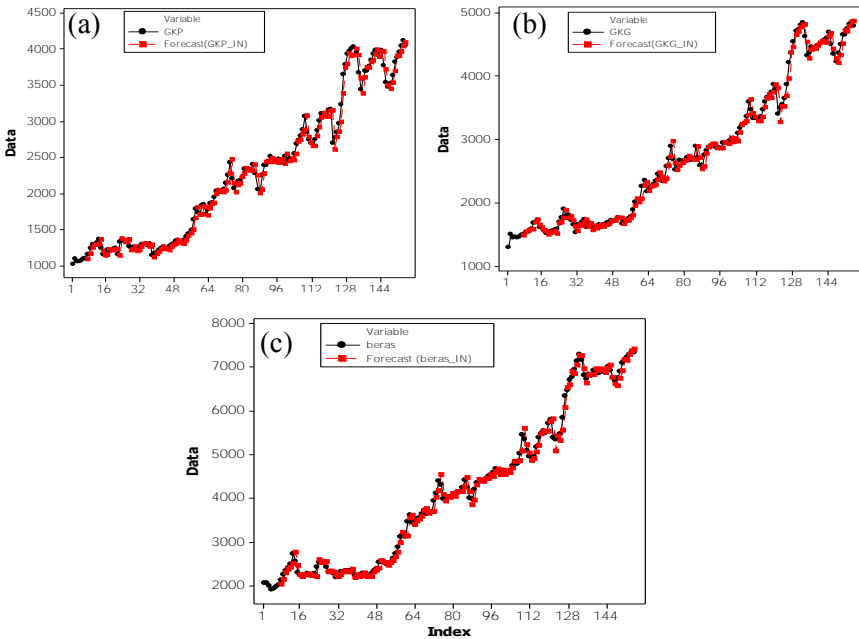 (a)
Variable
GKP
Forecast(GKP_IN)
4500
4000
3500
3000
2500
2000
1500
1000
Data
1 16 32 48 64 80 96 112 128 144
(b)
Variable
GKG
Forecast(GKG_IN)
5000
4000
3000
2000
1000
Data
1 16 32 48 64 80 96 112 128 144
(c)
Variable
beras
Forecast (beras_IN)
8000
7000
6000
5000
4000
3000
2000
Data
1 16 32 48 64 80 96 112 128 144
Index